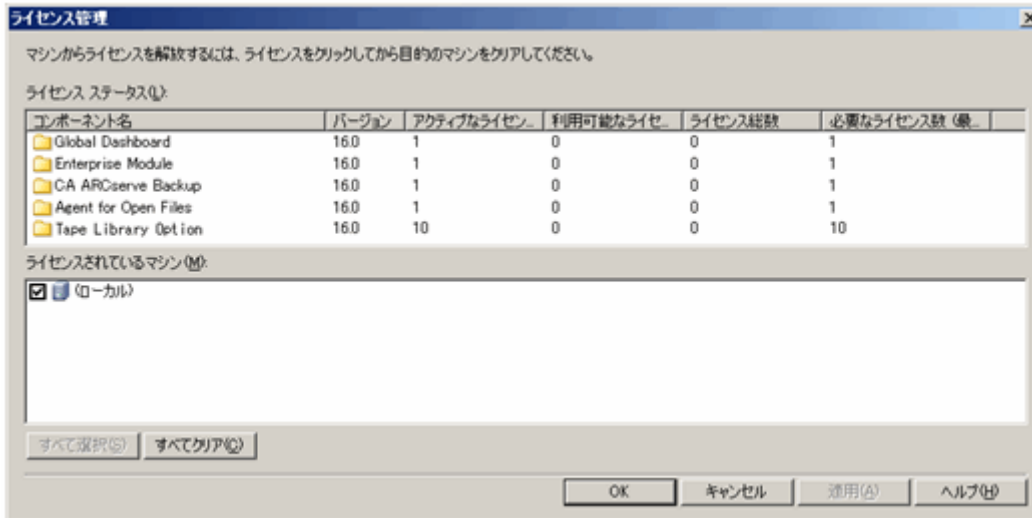 ライセンス管理
マシンからライセンスを解放するには、ライセンスをクリックしてから目的のマシンをクリアしてください。
ライセンス ステータス(L):
コンポーネント名 バージョン アクティブなライセン... 利用可能なライセ... ライセンス総数 必要なライセンス数 (最...
Global Dashboard 16.0 1 0 0 1
Enterprise Module 16.0 1 0 0 1
CA ARCserve Backup 16.0 1 0 0 1
Agent for Open Files 16.0 1 0 0 1
Tape Library Option 16.0 10 0 0 10
ライセンスされているマシン(M):
(ローカル)
すべて選択(S) すべてクリア(C)
OK キャンセル 適用(A) ヘルプ(H)